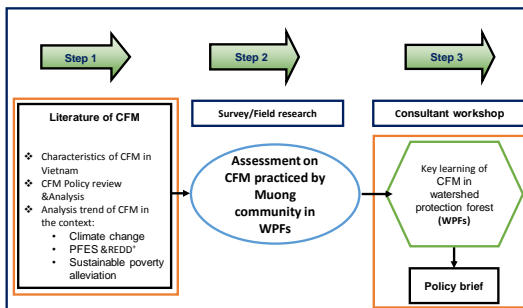 Step 1
Step 2
Step 3
Literature of CFM
❖ Characteristics of CFM in
Vietnam
❖ CFM Policy review
&Analysis
❖ Analysis trend of CFM in
the context:
• Climate change
• PFES &REDD⁺
• Sustainable poverty
alleviation
Survey/Field research
Assessment on
CFM practiced by
Muong
community in
WPFs
Consultant workshop
Key learning of
CFM in
watershed
protection forest
(WPFs)
Policy brief